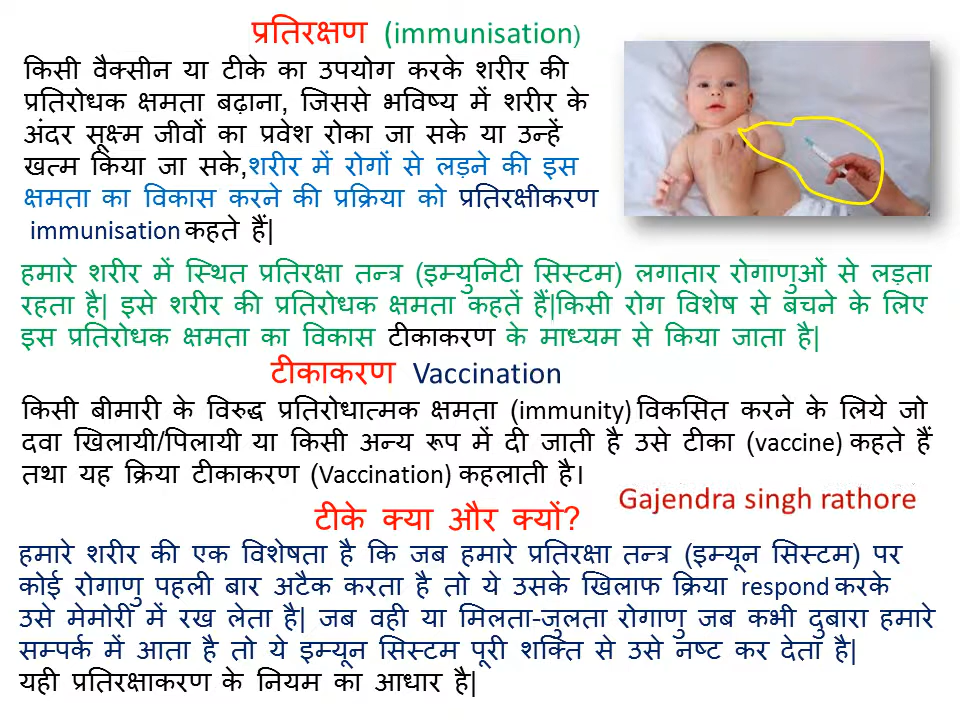 प्रतिरक्षण (immunisation)
किसी वैक्सीन या टीके का उपयोग करके शरीर की
प्रतिरोधक क्षमता बढ़ाना, जिससे भविष्य में शरीर के
अंदर सूक्ष्म जीवों का प्रवेश रोका जा सके या उन्हें
खत्म किया जा सके,शरीर में रोगों से लड़ने की इस
क्षमता का विकास करने की प्रक्रिया को प्रतिरक्षीकरण
immunisation कहते हैं|
हमारे शरीर में स्थित प्रतिरक्षा तन्त्र (इम्युनिटी सिस्टम) लगातार रोगाणुओं से लड़ता
रहता है| इसे शरीर की प्रतिरोधक क्षमता कहतें हैं|किसी रोग विशेष से बचने के लिए
इस प्रतिरोधक क्षमता का विकास टीकाकरण के माध्यम से किया जाता है|
टीकाकरण Vaccination
किसी बीमारी के विरुद्ध प्रतिरोधात्मक क्षमता (immunity) विकसित करने के लिये जो
दवा खिलायी/पिलायी या किसी अन्य रूप में दी जाती है उसे टीका (vaccine) कहते हैं
तथा यह क्रिया टीकाकरण (Vaccination) कहलाती है।
Gajendra singh rathore
टीके क्या और क्यों?
हमारे शरीर की एक विशेषता है कि जब हमारे प्रतिरक्षा तन्त्र (इम्यून सिस्टम) पर
कोई रोगाणु पहली बार अटैक करता है तो ये उसके खिलाफ क्रिया respond करके
उसे मेमोरी में रख लेता है| जब वही या मिलता-जुलता रोगाणु जब कभी दुबारा हमारे
सम्पर्क में आता है तो ये इम्यून सिस्टम पूरी शक्ति से उसे नष्ट कर देता है|
यही प्रतिरक्षाकरण के नियम का आधार है|